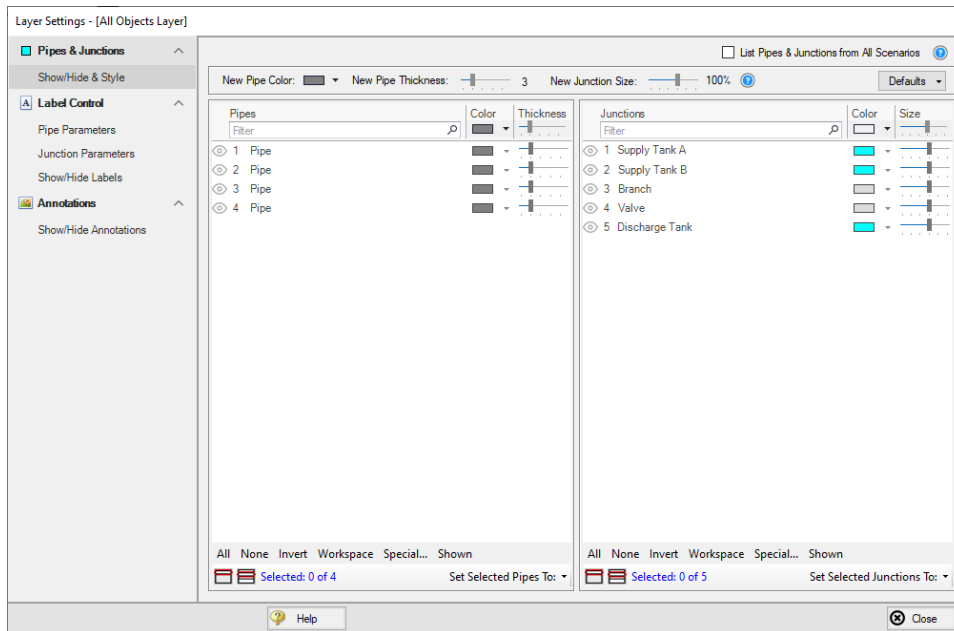 Layer Settings - [All Objects Layer]
Pipes & Junctions
Show/Hide & Style
A Label Control
Pipe Parameters
Junction Parameters
Show/Hide Labels
Annotations
Show/Hide Annotations
List Pipes & Junctions from All Scenarios ?
New Pipe Color: New Pipe Thickness: 3 New Junction Size: 100% ? Defaults
Pipes Color Thickness
Filter
1 Pipe
2 Pipe
3 Pipe
4 Pipe
All None Invert Workspace Special... Shown
Selected: 0 of 4 Set Selected Pipes To:
Junctions Color Size
Filter
1 Supply Tank A
2 Supply Tank B
3 Branch
4 Valve
5 Discharge Tank
All None Invert Workspace Special... Shown
Selected: 0 of 5 Set Selected Junctions To:
? Help
Close